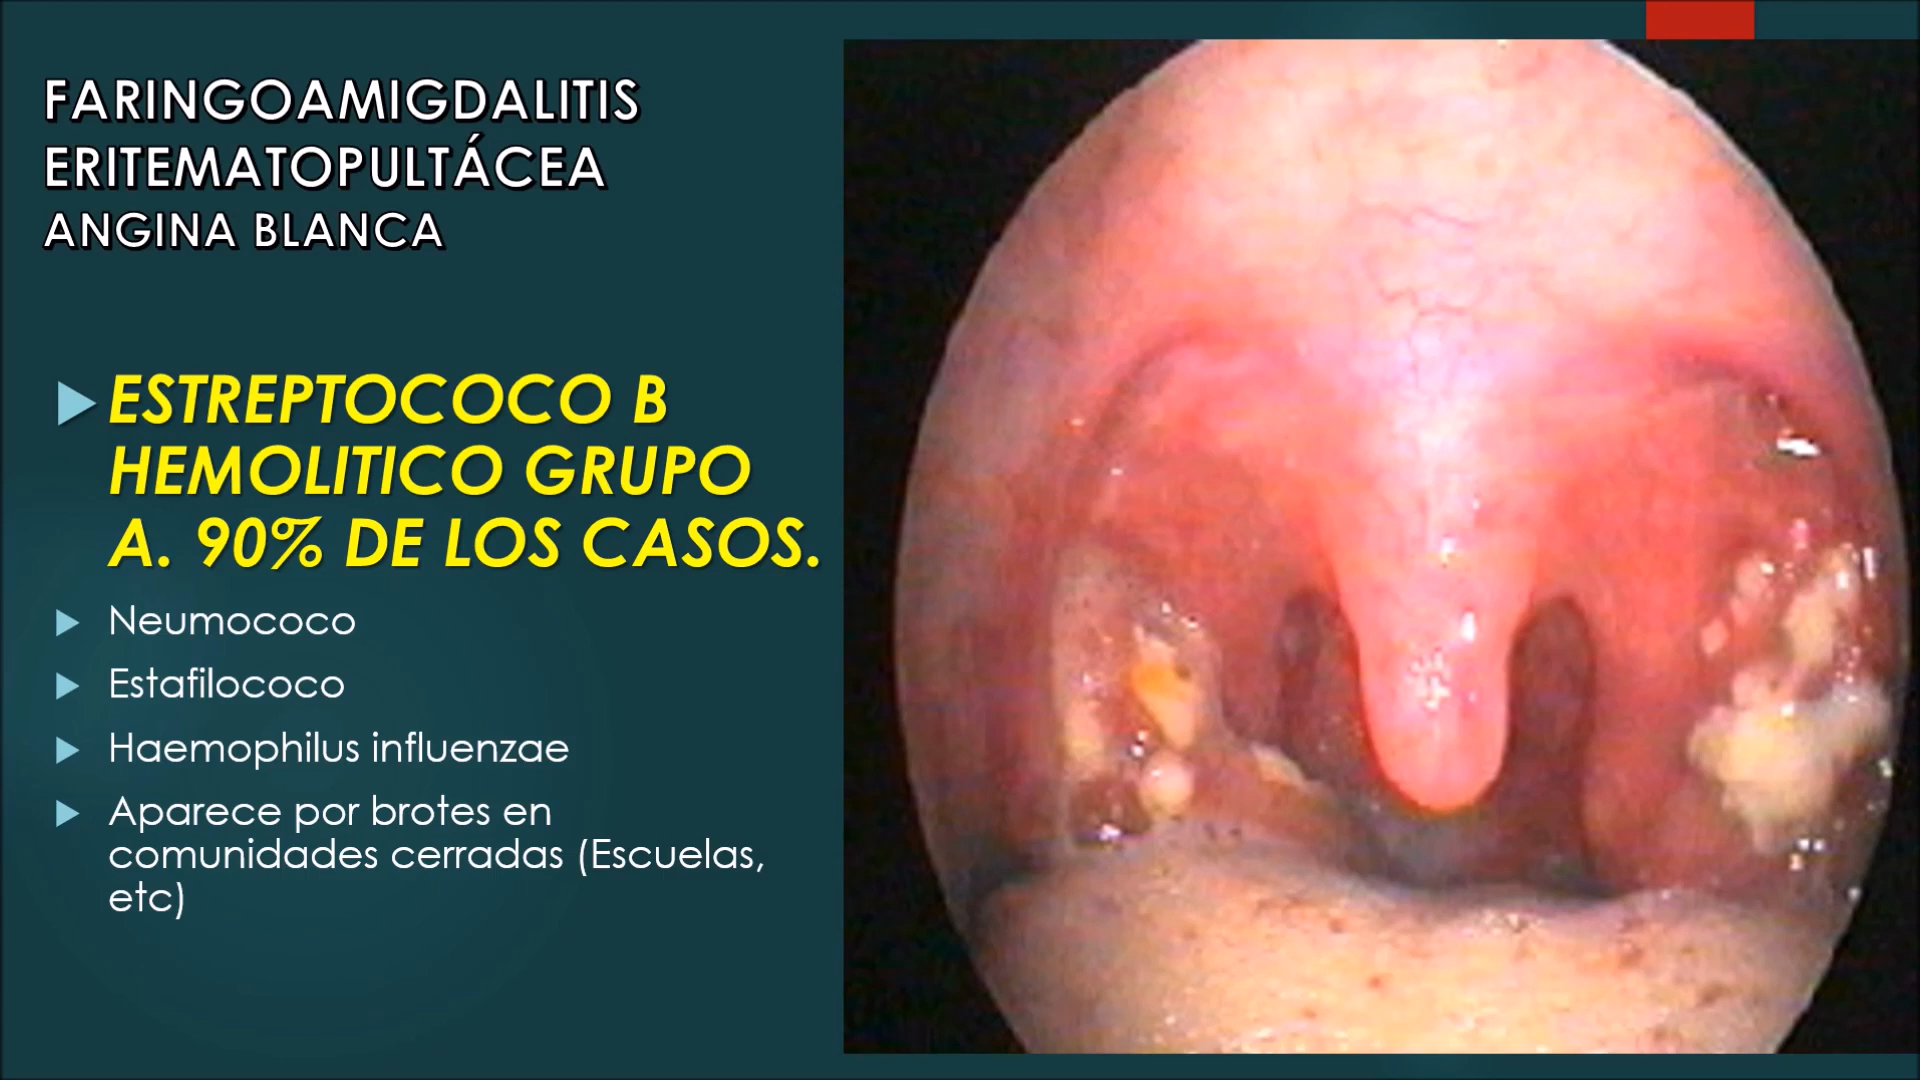 FARINGOAMIGDALITIS
ERITEMATOPULTÁCEA
ANGINA BLANCA
ESTREPTOCOCO B
HEMOLITICO GRUPO
A. 90% DE LOS CASOS.
Neumococo
Estafilococo
Haemophilus influenzae
Aparece por brotes en
comunidades cerradas (Escuelas,
etc)